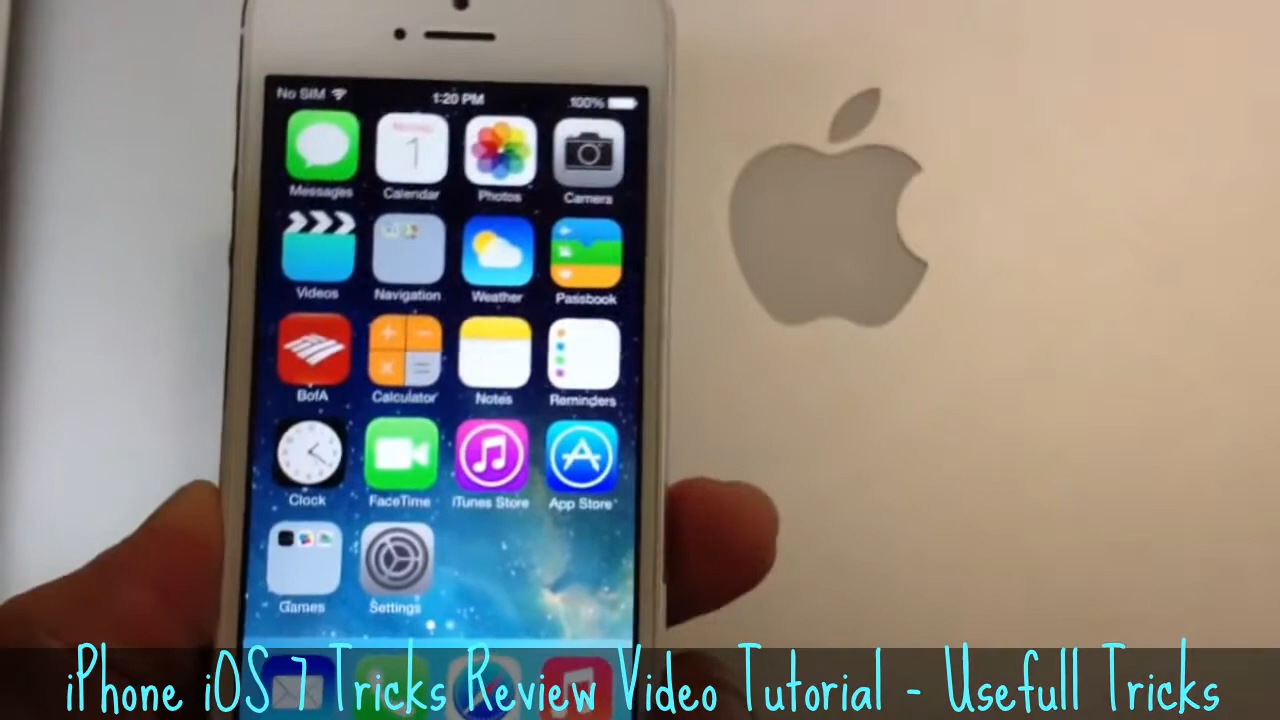 No SIM 1:20 PM 100%
Monday
1
Messages Calendar Photos Camera
Videos Navigation Weather Passbook
BofA Calculator Notes Reminders
Clock FaceTime iTunes Store App Store
Games Settings
iPhone iOS 7 Tricks Review Video Tutorial - Usefull Tricks